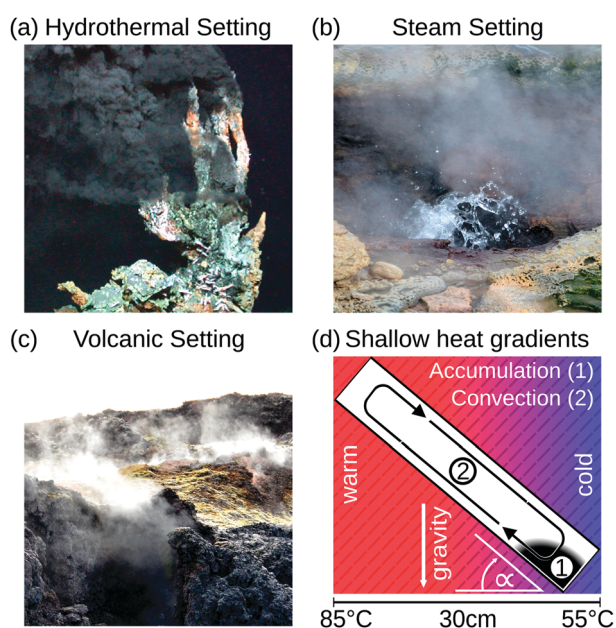 (a) Hydrothermal Setting
(b) Steam Setting
(c) Volcanic Setting
(d) Shallow heat gradients
Accumulation (1)
Convection (2)
warm
2
cold
gravity
∝
1
85°C
30cm
55°C